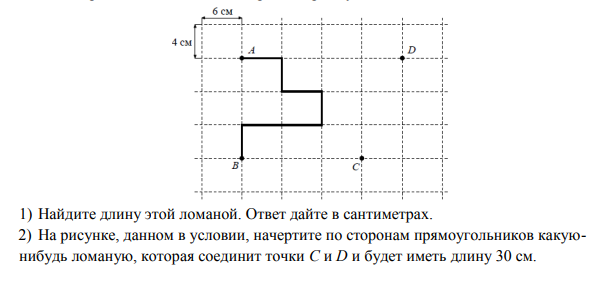 6 см
4 см
A
D
B
C
1) Найдите длину этой ломаной. Ответ дайте в сантиметрах.
2) На рисунке, данном в условии, начертите по сторонам прямоугольников какую-
нибудь ломаную, которая соединит точки C и D и будет иметь длину 30 см.